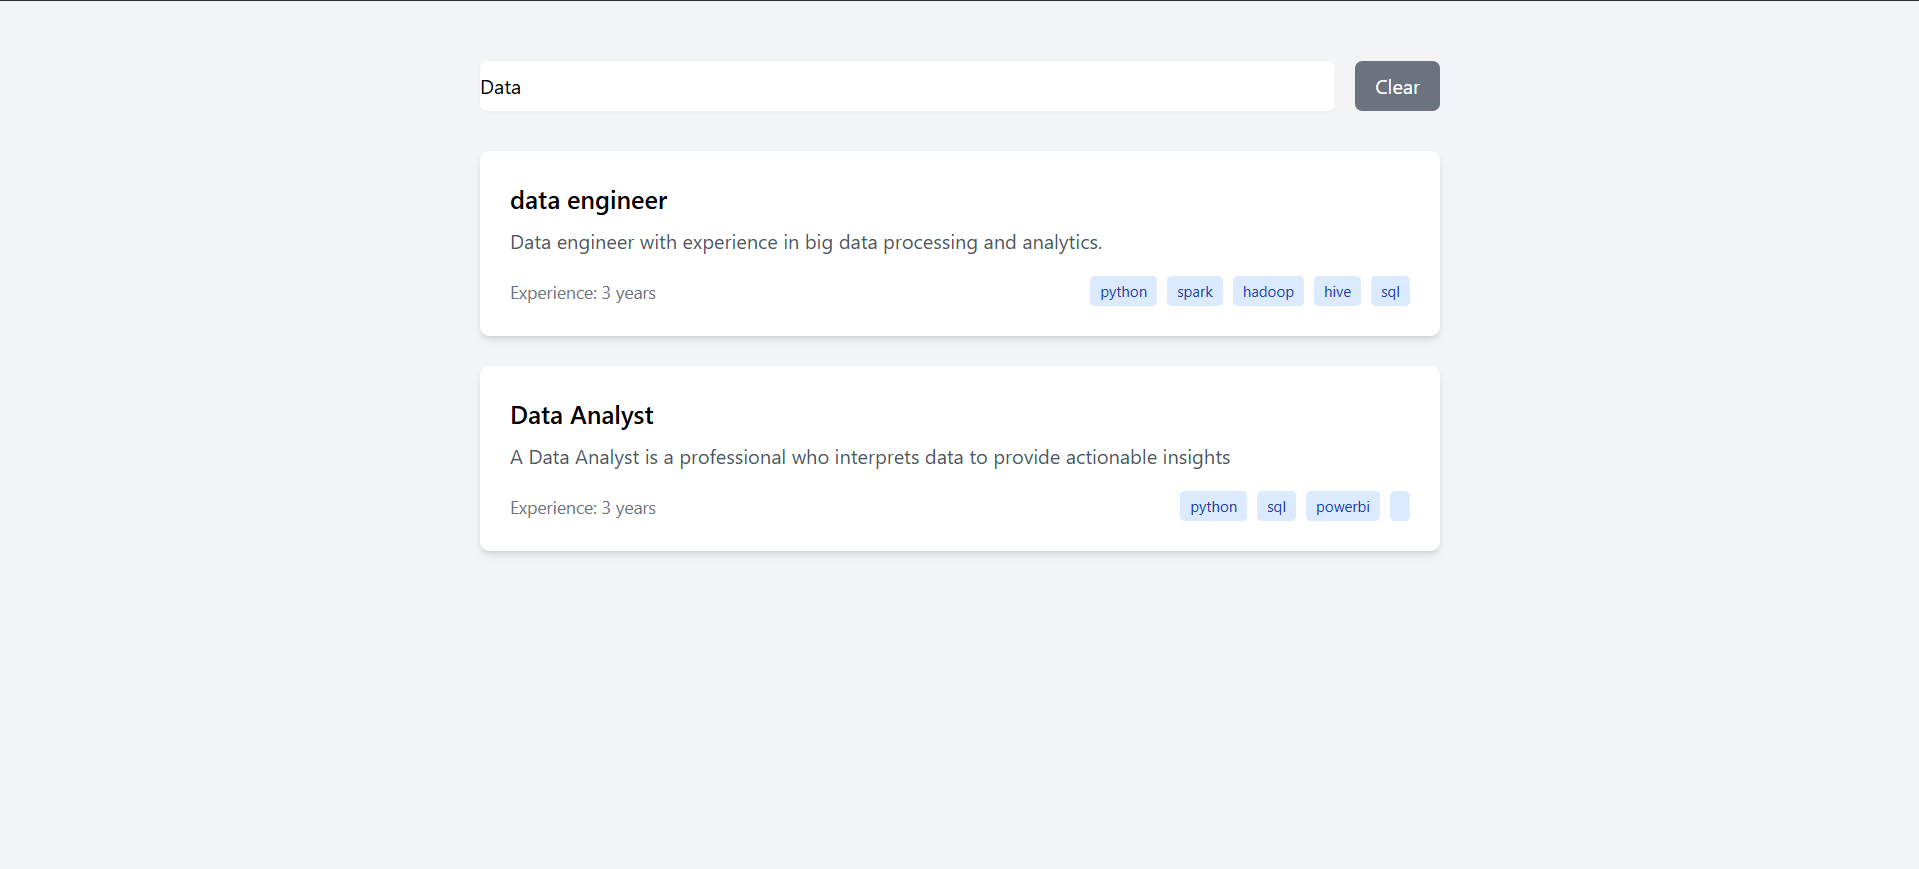 Data
Clear
data engineer
Data engineer with experience in big data processing and analytics.
Experience: 3 years
python spark hadoop hive sql
Data Analyst
A Data Analyst is a professional who interprets data to provide actionable insights
Experience: 3 years
python sql powerbi